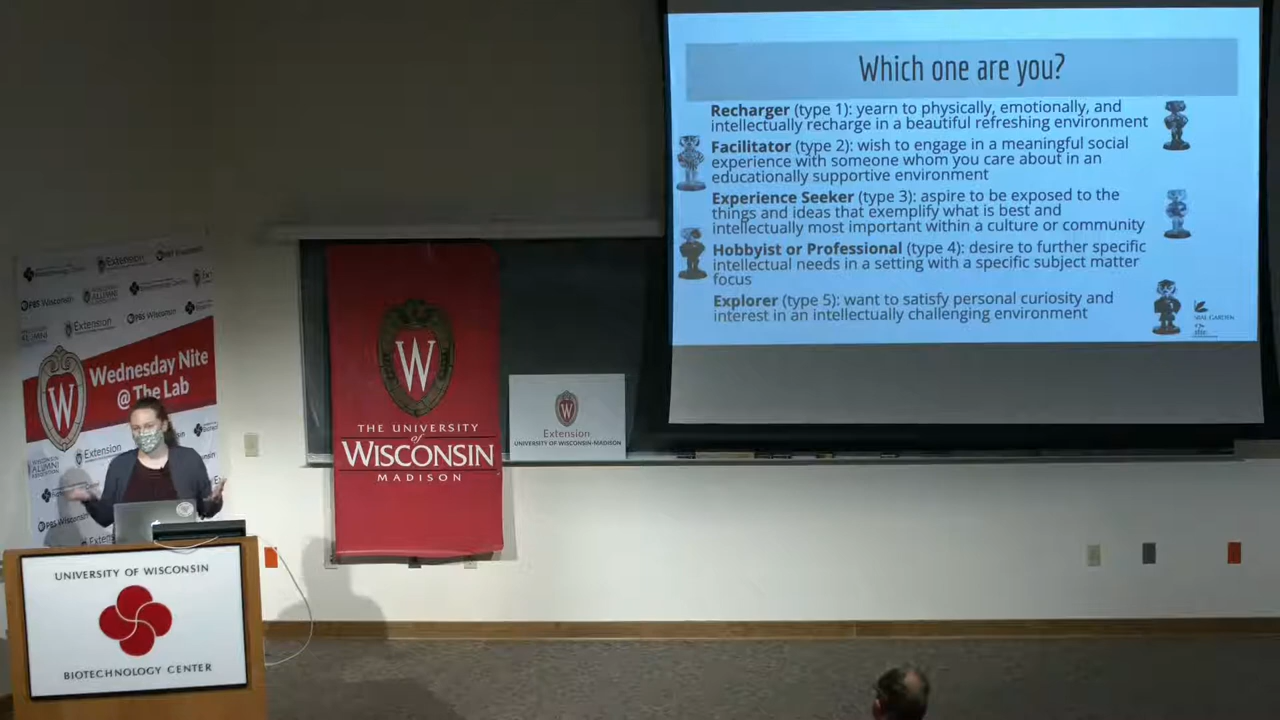 Which one are you?
Recharger (type 1): yearn to physically, emotionally, and
intellectually recharge in a beautiful refreshing environment
Facilitator (type 2): wish to engage in a meaningful social
experience with someone whom you care about in an
educationally supportive environment
Experience Seeker (type 3): aspire to be exposed to the
things and ideas that exemplify what is best and
intellectually most important within a culture or community
Hobbyist or Professional (type 4): desire to further specific
intellectual needs in a setting with a specific subject matter
focus
Explorer (type 5): want to satisfy personal curiosity and
interest in an intellectually challenging environment
Extension
PBS Wisconsin
Extension
PBS Wisconsin
Wednesday Nite
@ The Lab
W
Extension
PBS Wisconsin
W
THE UNIVERSITY
of
WISCONSIN
MADISON
Extension
UNIVERSITY OF WISCONSIN-MADISON
UNIVERSITY OF WISCONSIN
BIOTECHNOLOGY CENTER